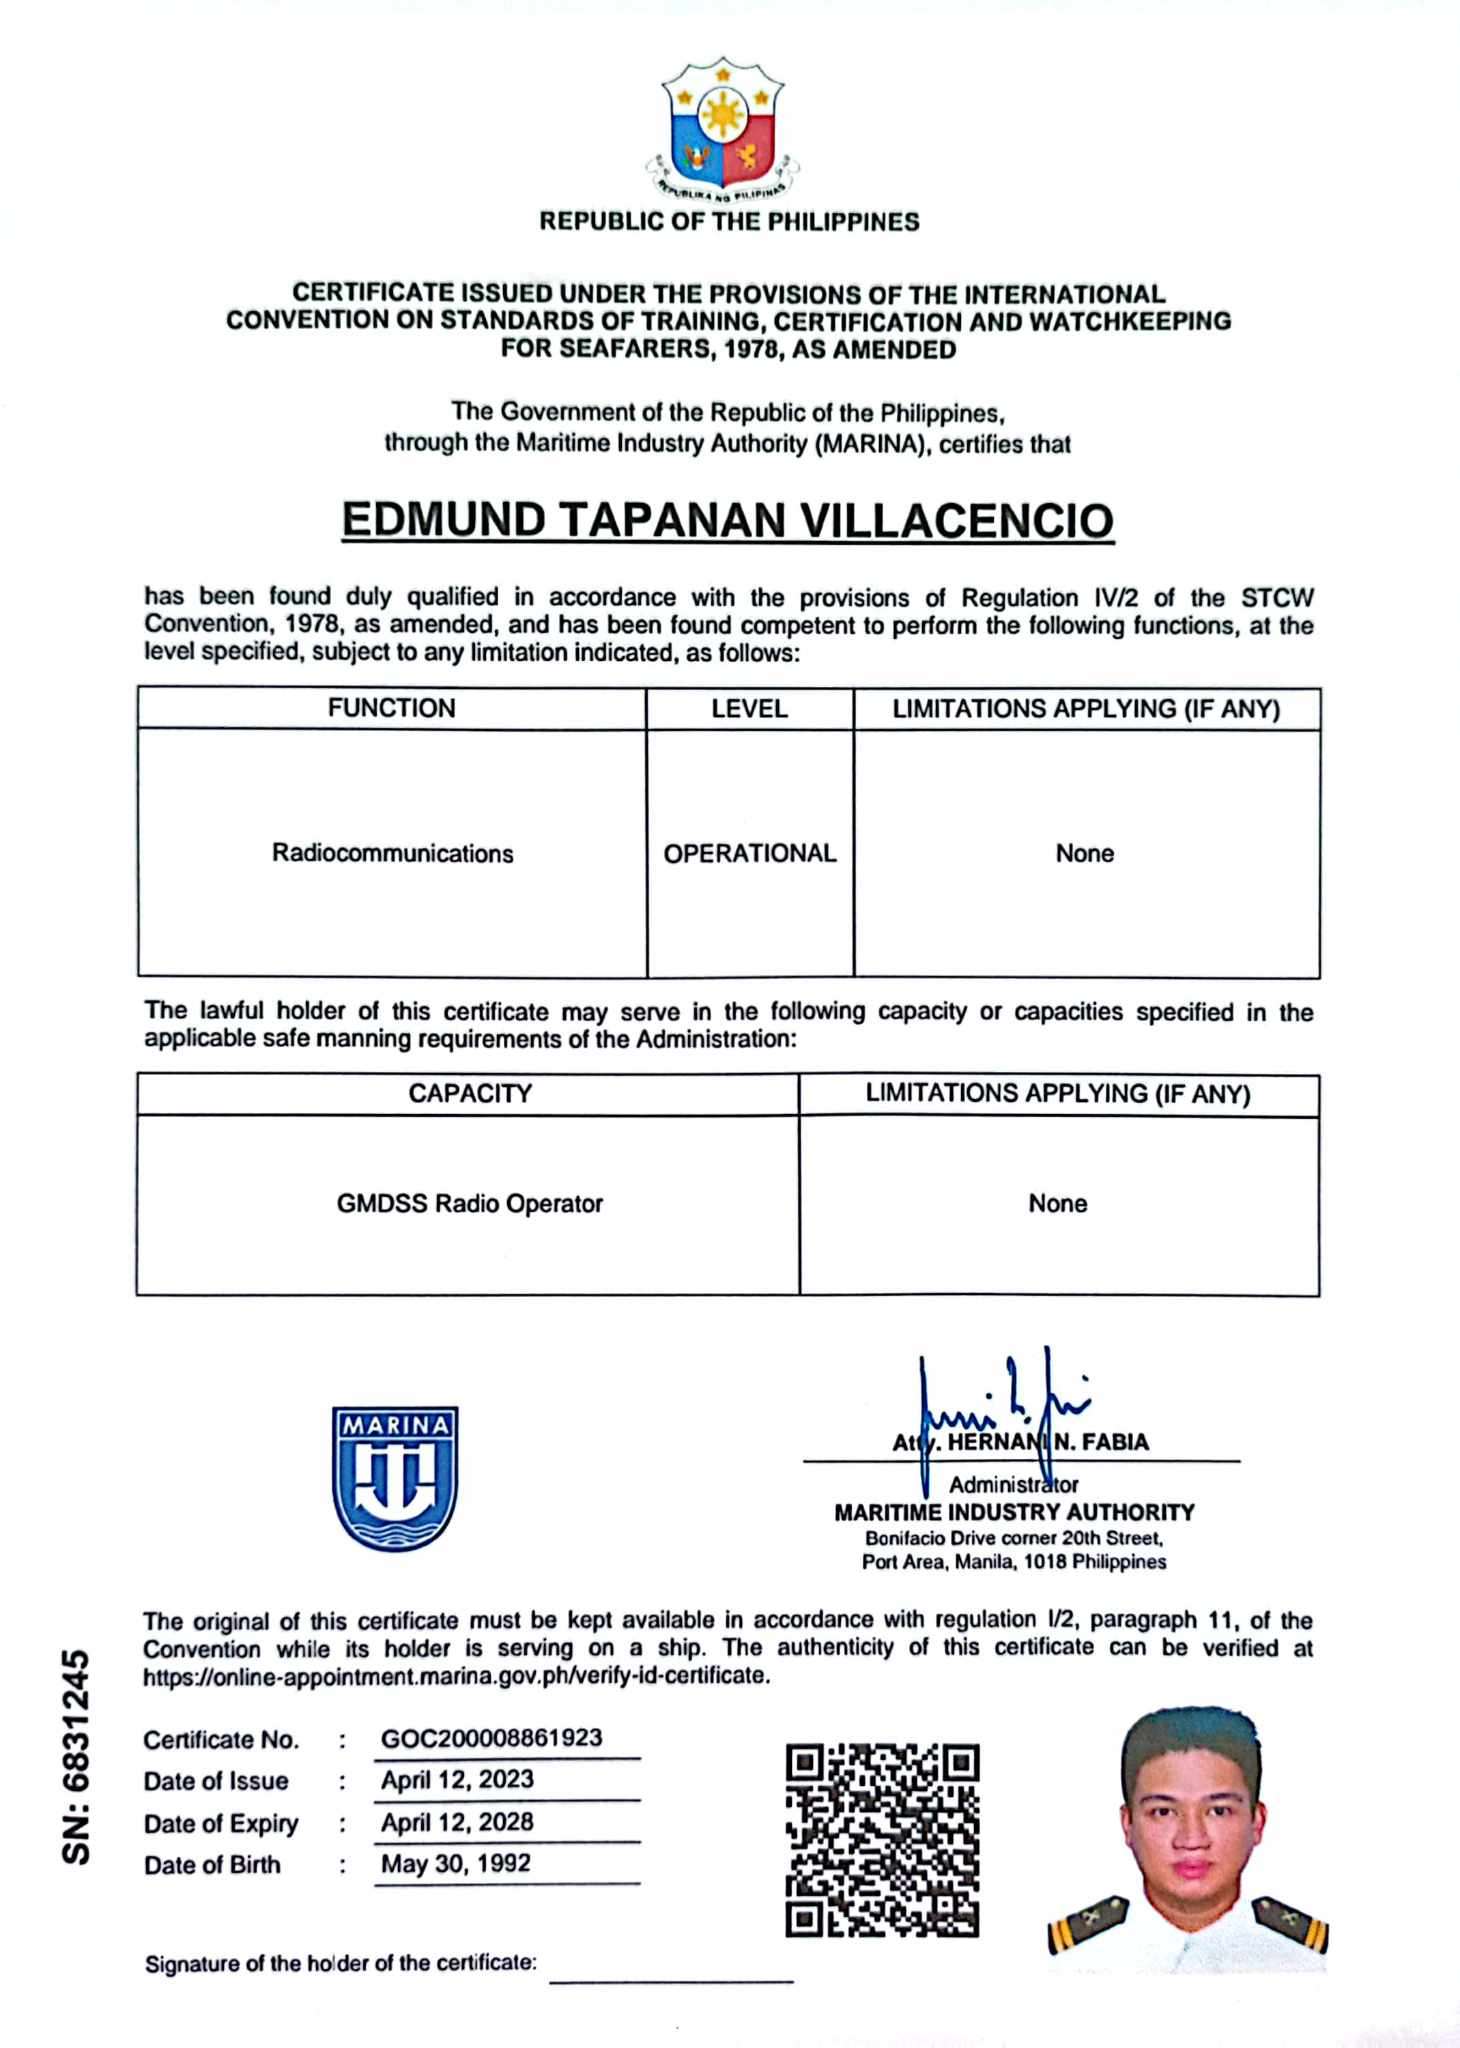 REPUBLIKA NG PILIPINAS
REPUBLIC OF THE PHILIPPINES
CERTIFICATE ISSUED UNDER THE PROVISIONS OF THE INTERNATIONAL
CONVENTION ON STANDARDS OF TRAINING, CERTIFICATION AND WATCHKEEPING
FOR SEAFARERS, 1978, AS AMENDED
The Government of the Republic of the Philippines,
through the Maritime Industry Authority (MARINA), certifies that
EDMUND TAPANAN VILLACENCIO
has been found duly qualified in accordance with the provisions of Regulation IV/2 of the STCW
Convention, 1978, as amended, and has been found competent to perform the following functions, at the
level specified, subject to any limitation indicated, as follows:
FUNCTION LEVEL LIMITATIONS APPLYING (IF ANY)
Radiocommunications OPERATIONAL None
The lawful holder of this certificate may serve in the following capacity or capacities specified in the
applicable safe manning requirements of the Administration:
CAPACITY LIMITATIONS APPLYING (IF ANY)
GMDSS Radio Operator None
MARINA
Atty. HERNANI N. FABIA
Administrator
MARITIME INDUSTRY AUTHORITY
Bonifacio Drive corner 20th Street,
Port Area, Manila, 1018 Philippines
The original of this certificate must be kept available in accordance with regulation I/2, paragraph 11, of the
Convention while its holder is serving on a ship. The authenticity of this certificate can be verified at
https://online-appointment.marina.gov.ph/verify-id-certificate.
SN: 6831245
Certificate No. : GOC200008861923
Date of Issue : April 12, 2023
Date of Expiry : April 12, 2028
Date of Birth : May 30, 1992
Signature of the holder of the certificate: